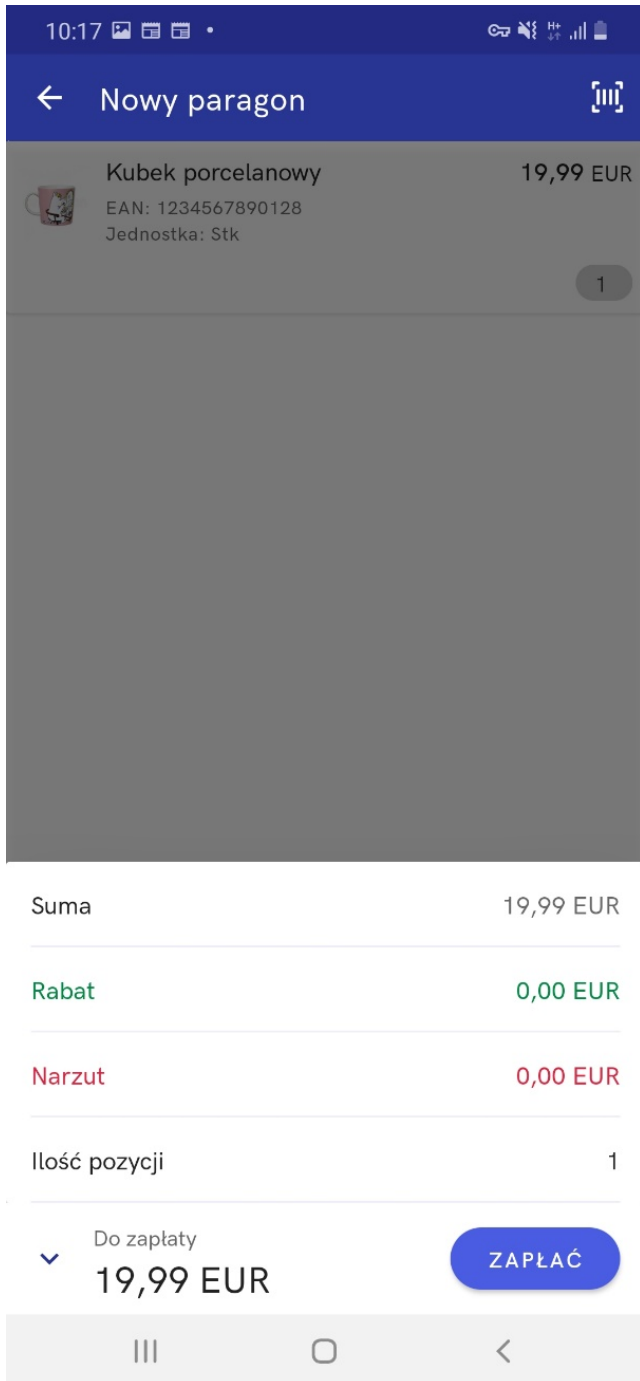 10:17
H+
Nowy paragon
Kubek porcelanowy 19,99 EUR
EAN: 1234567890128
Jednostka: Stk
1
Suma 19,99 EUR
Rabat 0,00 EUR
Narzut 0,00 EUR
Ilość pozycji 1
Do zapłaty
19,99 EUR
ZAPŁAĆ